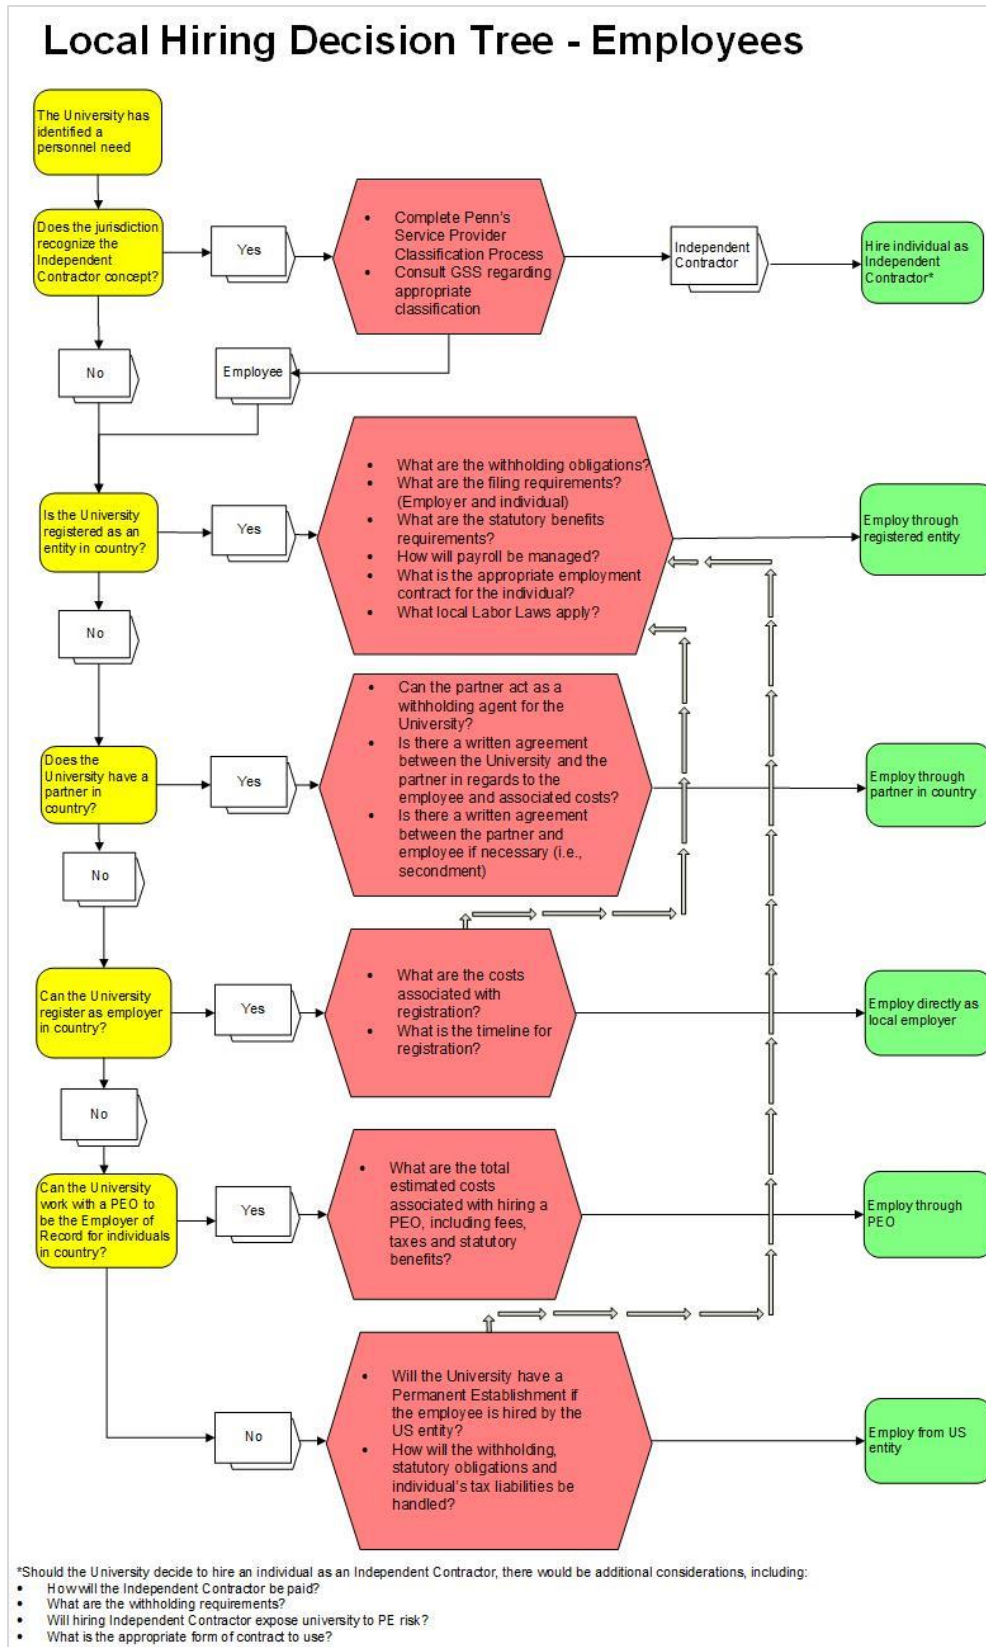 Local Hiring Decision Tree - Employees
The University has
identified a
personnel need
Does the jurisdiction
recognize the
Independent
Contractor concept?
Yes
• Complete Penn's
Service Provider
Classification Process
• Consult GSS regarding
appropriate
classification
Independent
Contractor
Hire individual as
Independent
Contractor*
No
Employee
Is the University
registered as an
entity in country?
Yes
• What are the withholding obligations?
• What are the filing requirements?
(Employer and individual)
• What are the statutory benefits
requirements?
• How will payroll be managed?
• What is the appropriate employment
contract for the individual?
• What local Labor Laws apply?
Employ through
registered entity
No
Does the
University have a
partner in
country?
Yes
• Can the partner act as a
withholding agent for the
University?
• Is there a written agreement
between the University and the
partner in regards to the
employee and associated costs?
• Is there a written agreement
between the partner and
employee if necessary (i.e.,
secondment)
Employ through
partner in country
No
Can the University
register as employer
in country?
Yes
• What are the costs
associated with
registration?
• What is the timeline for
registration?
Employ directly as
local employer
No
Can the University
work with a PEO to
be the Employer of
Record for individuals
in country?
Yes
• What are the total
estimated costs
associated with hiring a
PEO, including fees,
taxes and statutory
benefits?
Employ through
PEO
No
• Will the University have a
Permanent Establishment if
the employee is hired by the
US entity?
• How will the withholding,
statutory obligations and
individual's tax liabilities be
handled?
Employ from US
entity
*Should the University decide to hire an individual as an Independent Contractor, there would be additional considerations, including:
• How will the Independent Contractor be paid?
• What are the withholding requirements?
• Will hiring Independent Contractor expose university to PE risk?
• What is the appropriate form of contract to use?